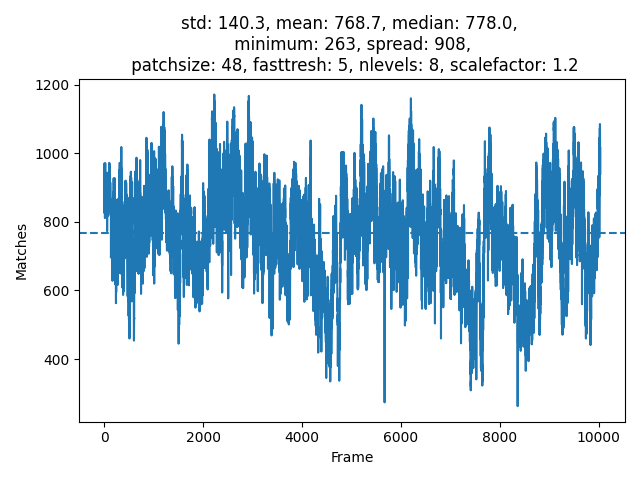 std: 140.3, mean: 768.7, median: 778.0,
minimum: 263, spread: 908,
patchsize: 48, fasttresh: 5, nlevels: 8, scalefactor: 1.2
1200
1000
800
600
400
Matches
0 2000 4000 6000 8000 10000
Frame